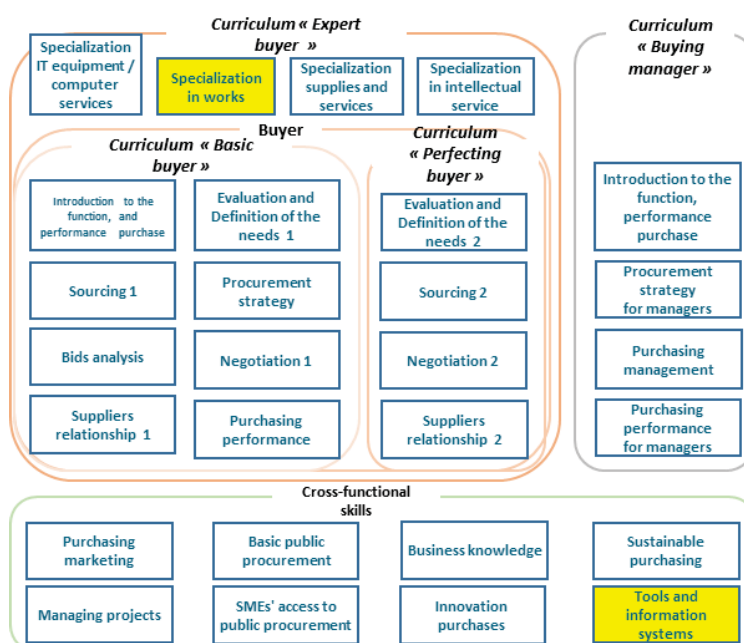 Curriculum « Expert
buyer »
Specialization
IT equipment /
computer
services
Specialization
in works
Specialization
supplies and
services
Specialization
in intellectual
service
Buyer
Curriculum « Basic
buyer »
Introduction to the
function, and
performance purchase
Evaluation and
Definition of the
needs 1
Sourcing 1
Procurement
strategy
Bids analysis
Negotiation 1
Suppliers
relationship 1
Purchasing
performance
Curriculum
« Perfecting
buyer »
Evaluation and
Definition of the
needs 2
Sourcing 2
Negotiation 2
Suppliers
relationship 2
Curriculum
« Buying
manager »
Introduction to the
function,
performance
purchase
Procurement
strategy
for managers
Purchasing
management
Purchasing
performance
for managers
Cross-functional
skills
Purchasing
marketing
Basic public
procurement
Business knowledge
Sustainable
purchasing
Managing projects
SMEs' access to
public procurement
Innovation
purchases
Tools and
information
systems